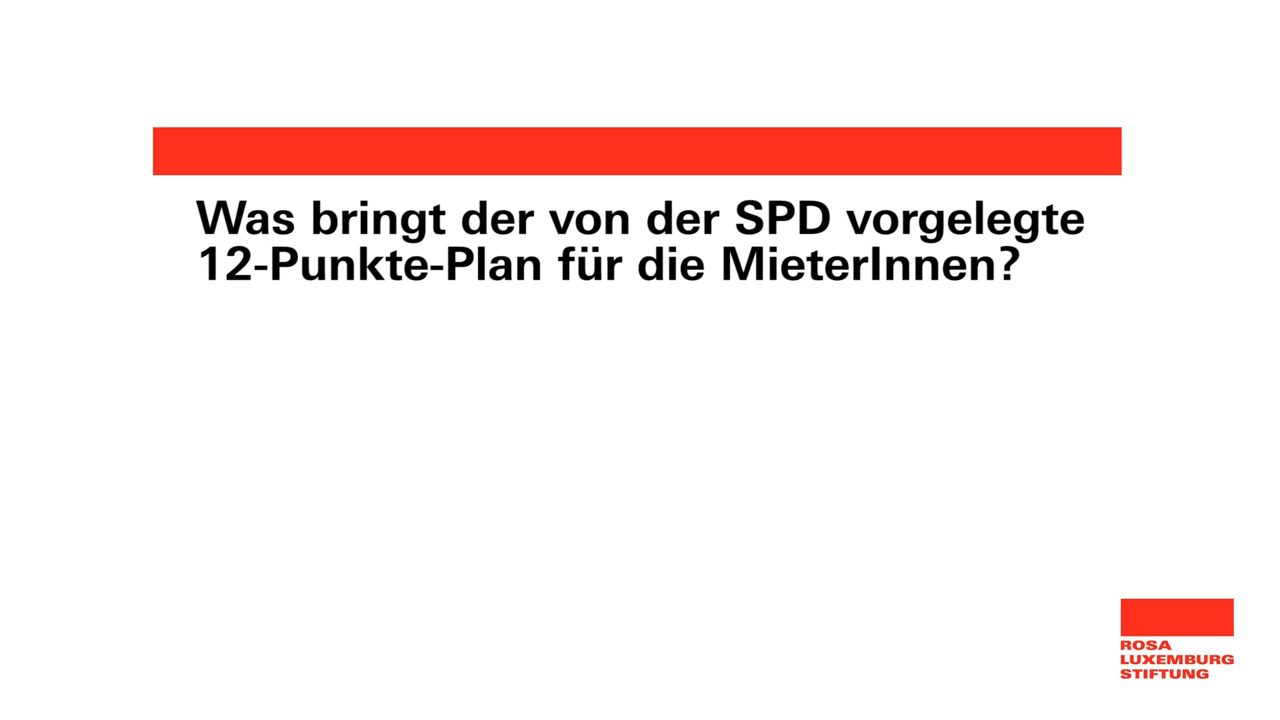 Was bringt der von der SPD vorgelegte
12-Punkte-Plan für die MieterInnen?
ROSA
LUXEMBURG
STIFTUNG